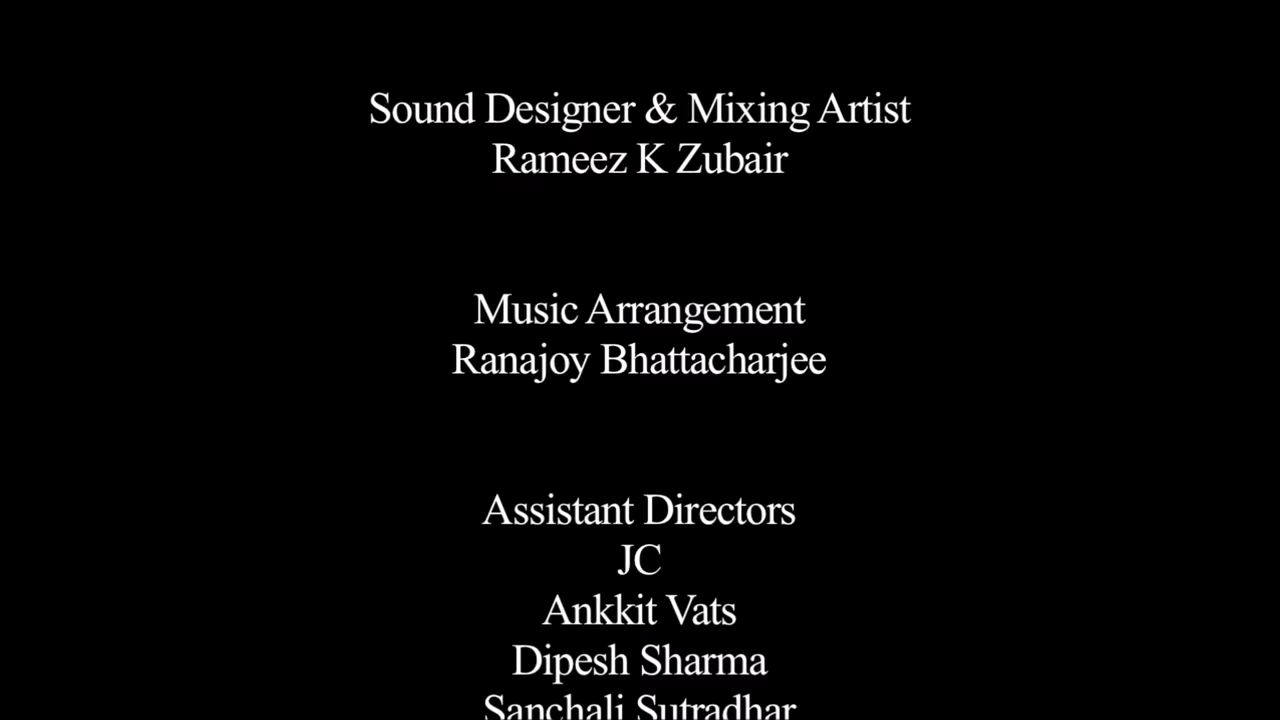 Sound Designer & Mixing Artist
Rameez K Zubair
Music Arrangement
Ranajoy Bhattacharjee
Assistant Directors
JC
Ankkit Vats
Dipesh Sharma
Sanchali Sutradhar